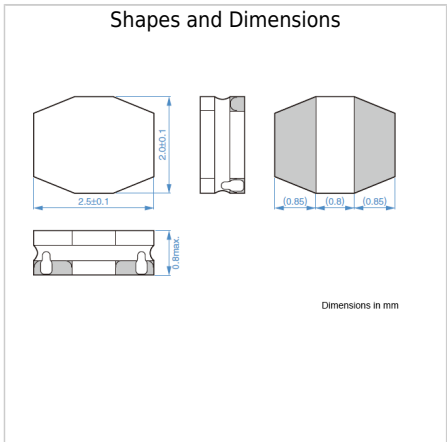 Shapes and Dimensions
2.0±0.1
2.5±0.1
(0.85) (0.8) (0.85)
0.8max.
Dimensions in mm